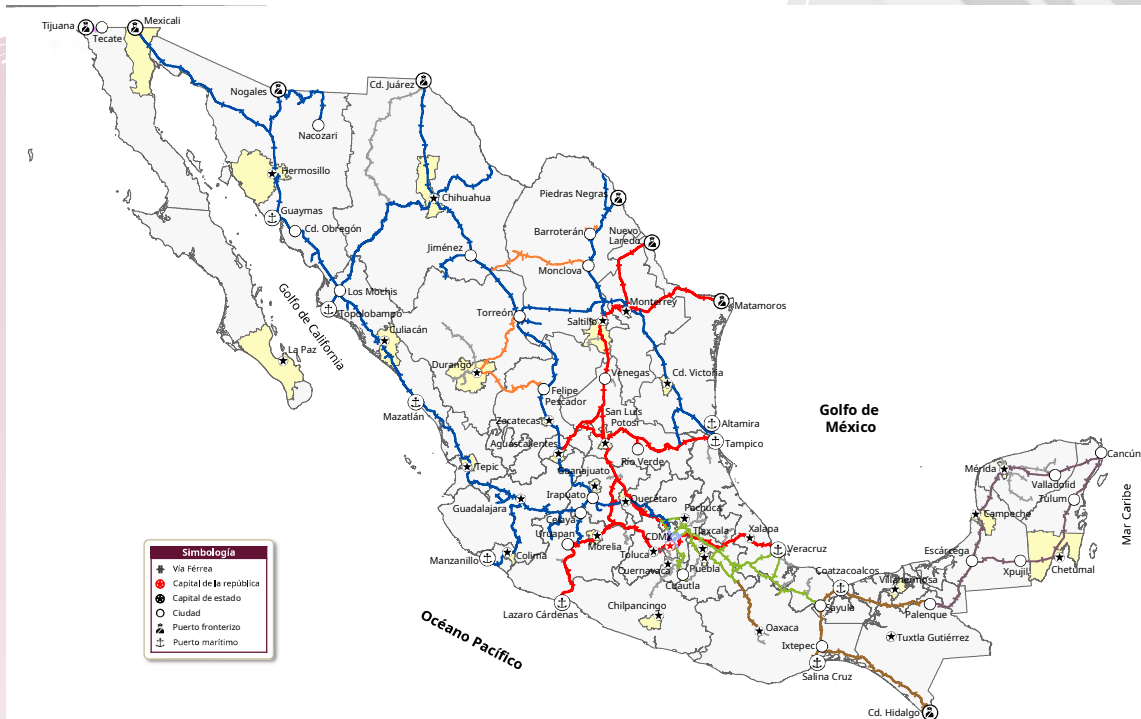 Tijuana
Tecate
Mexicali
Nogales
Cd. Juárez
Nacozari
Hermosillo
Chihuahua
Piedras Negras
Guaymas
Cd. Obregón
Barroterán
Nuevo
Laredo
Jiménez
Monclova
Los Mochis
Topolobampo
Golfo de California
Torreón
Saltillo
Monterrey
Matamoros
Culiacán
La Paz
Durango
Venegas
Cd. Victoria
Felipe
Pescador
Mazatlán
Zacatecas
San Luis
Potosí
Altamira
Tampico
Golfo de
México
Aguascalientes
Río Verde
Tepic
Guanajuato
Irapuato
Querétaro
Guadalajara
Celaya
Pachuca
Uruapan
CDMX
Tlaxcala
Xalapa
Manzanillo
Colima
Morelia
Toluca
Veracruz
Cuernavaca
Puebla
Cuautla
Lazaro Cárdenas
Chilpancingo
Oaxaca
Coatzacoalcos
Sayula
Villahermosa
Palenque
Ixtepec
Tuxtla Gutiérrez
Salina Cruz
Cd. Hidalgo
Océano Pacífico
Mérida
Cancún
Valladolid
Tulum
Campeche
Escárcega
Xpujil
Chetumal
Mar Caribe
Simbología
Vía Férrea
Capital de la república
Capital de estado
Ciudad
Puerto fronterizo
Puerto marítimo